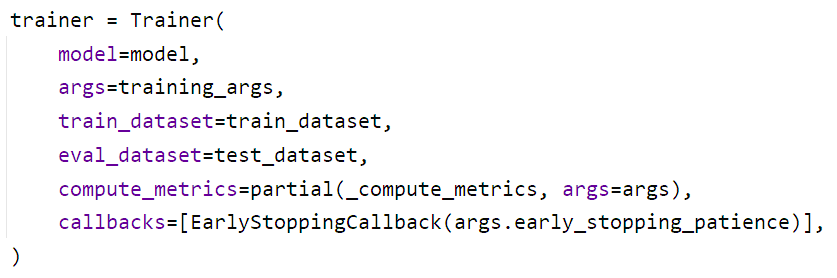 trainer = Trainer(
    model=model,
    args=training_args,
    train_dataset=train_dataset,
    eval_dataset=test_dataset,
    compute_metrics=partial(_compute_metrics, args=args),
    callbacks=[EarlyStoppingCallback(args.early_stopping_patience)],
)